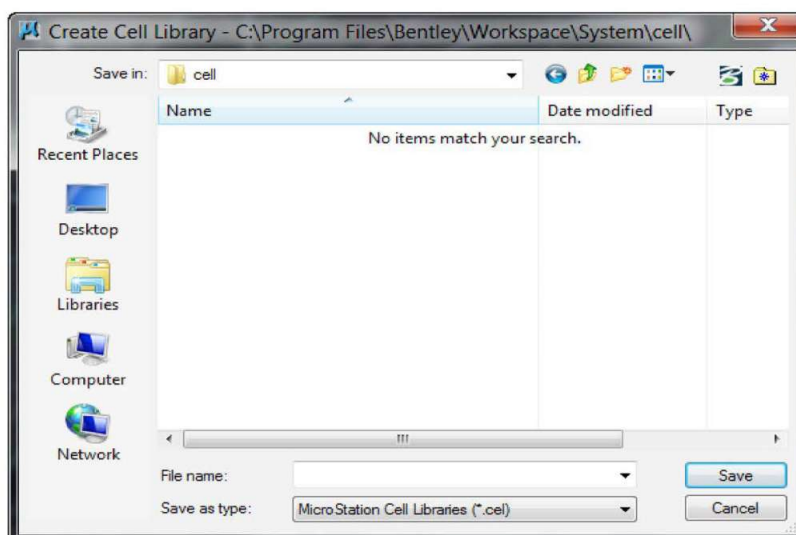 Create Cell Library - C:\Program Files\Bentley\Workspace\System\cell\
Save in:
cell
Name
Date modified
Type
No items match your search.
Recent Places
Desktop
Libraries
Computer
Network
File name:
Save
Save as type:
MicroStation Cell Libraries (*.cel)
Cancel